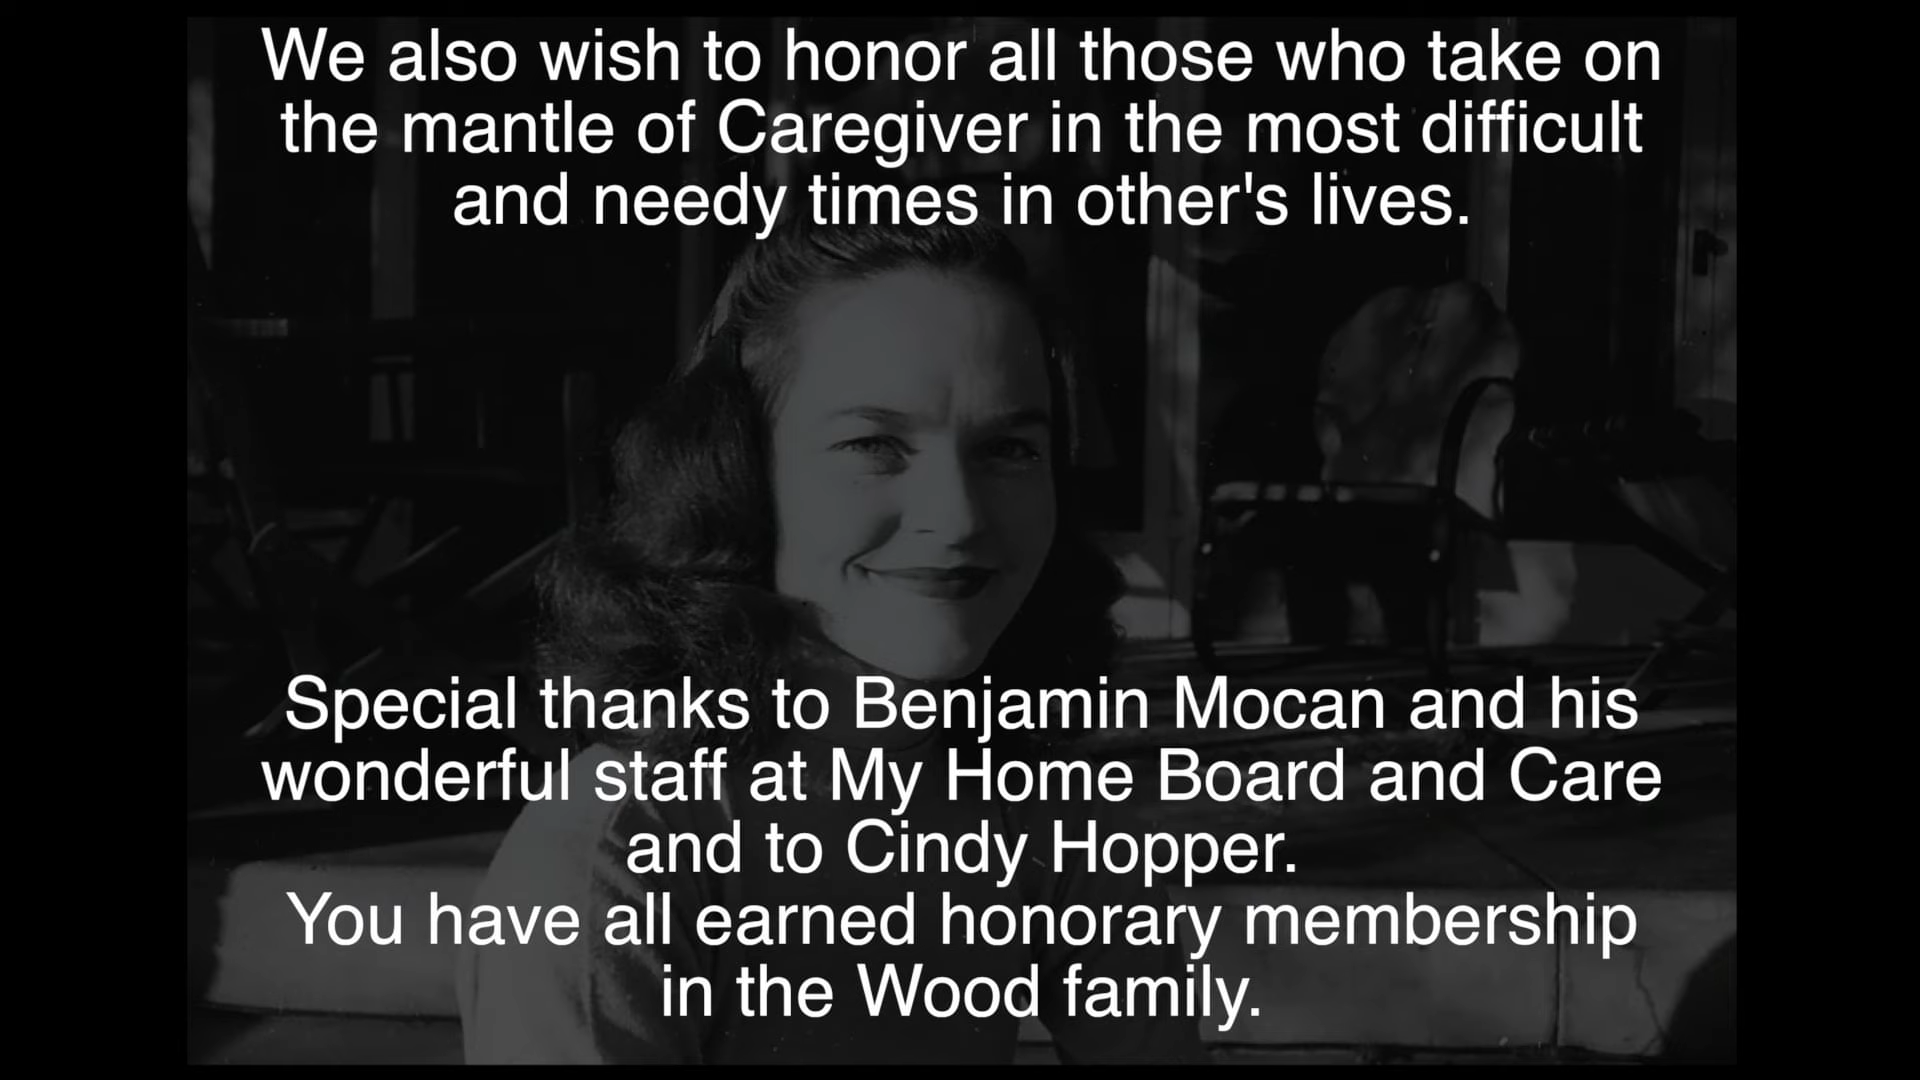 We also wish to honor all those who take on
the mantle of Caregiver in the most difficult
and needy times in other's lives.
Special thanks to Benjamin Mocan and his
wonderful staff at My Home Board and Care
and to Cindy Hopper.
You have all earned honorary membership
in the Wood family.